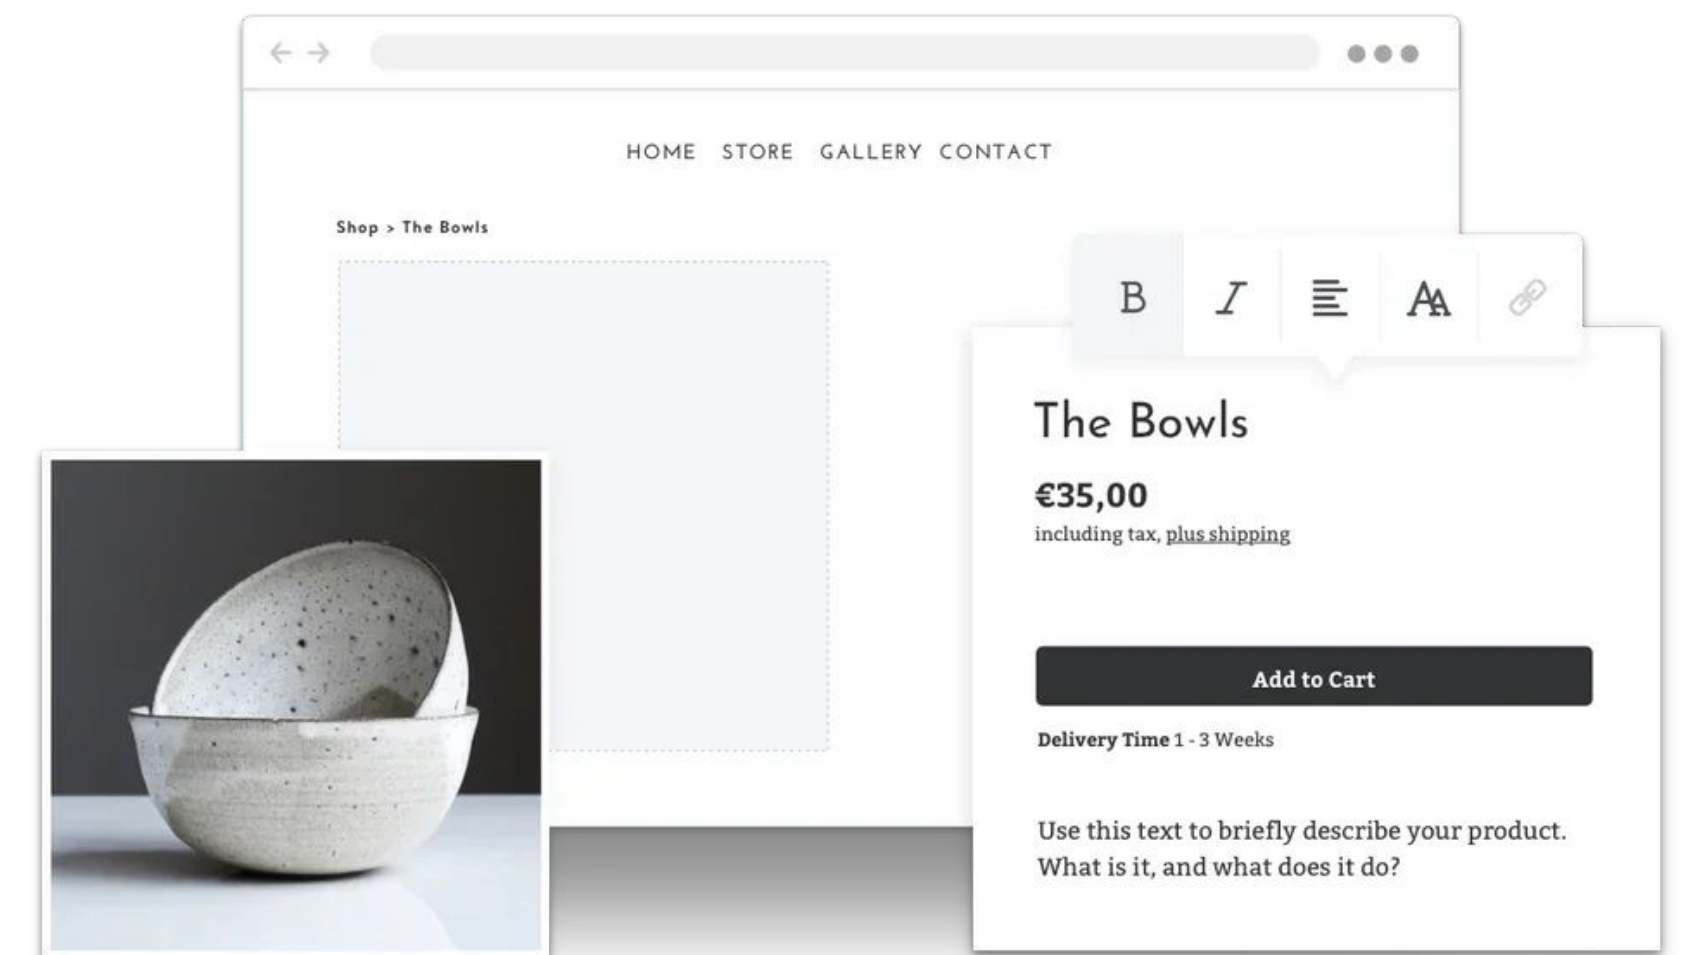 HOME STORE GALLERY CONTACT
Shop > The Bowls
B I AA
The Bowls
€35,00
including tax, plus shipping
Add to Cart
Delivery Time 1 - 3 Weeks
Use this text to briefly describe your product.
What is it, and what does it do?